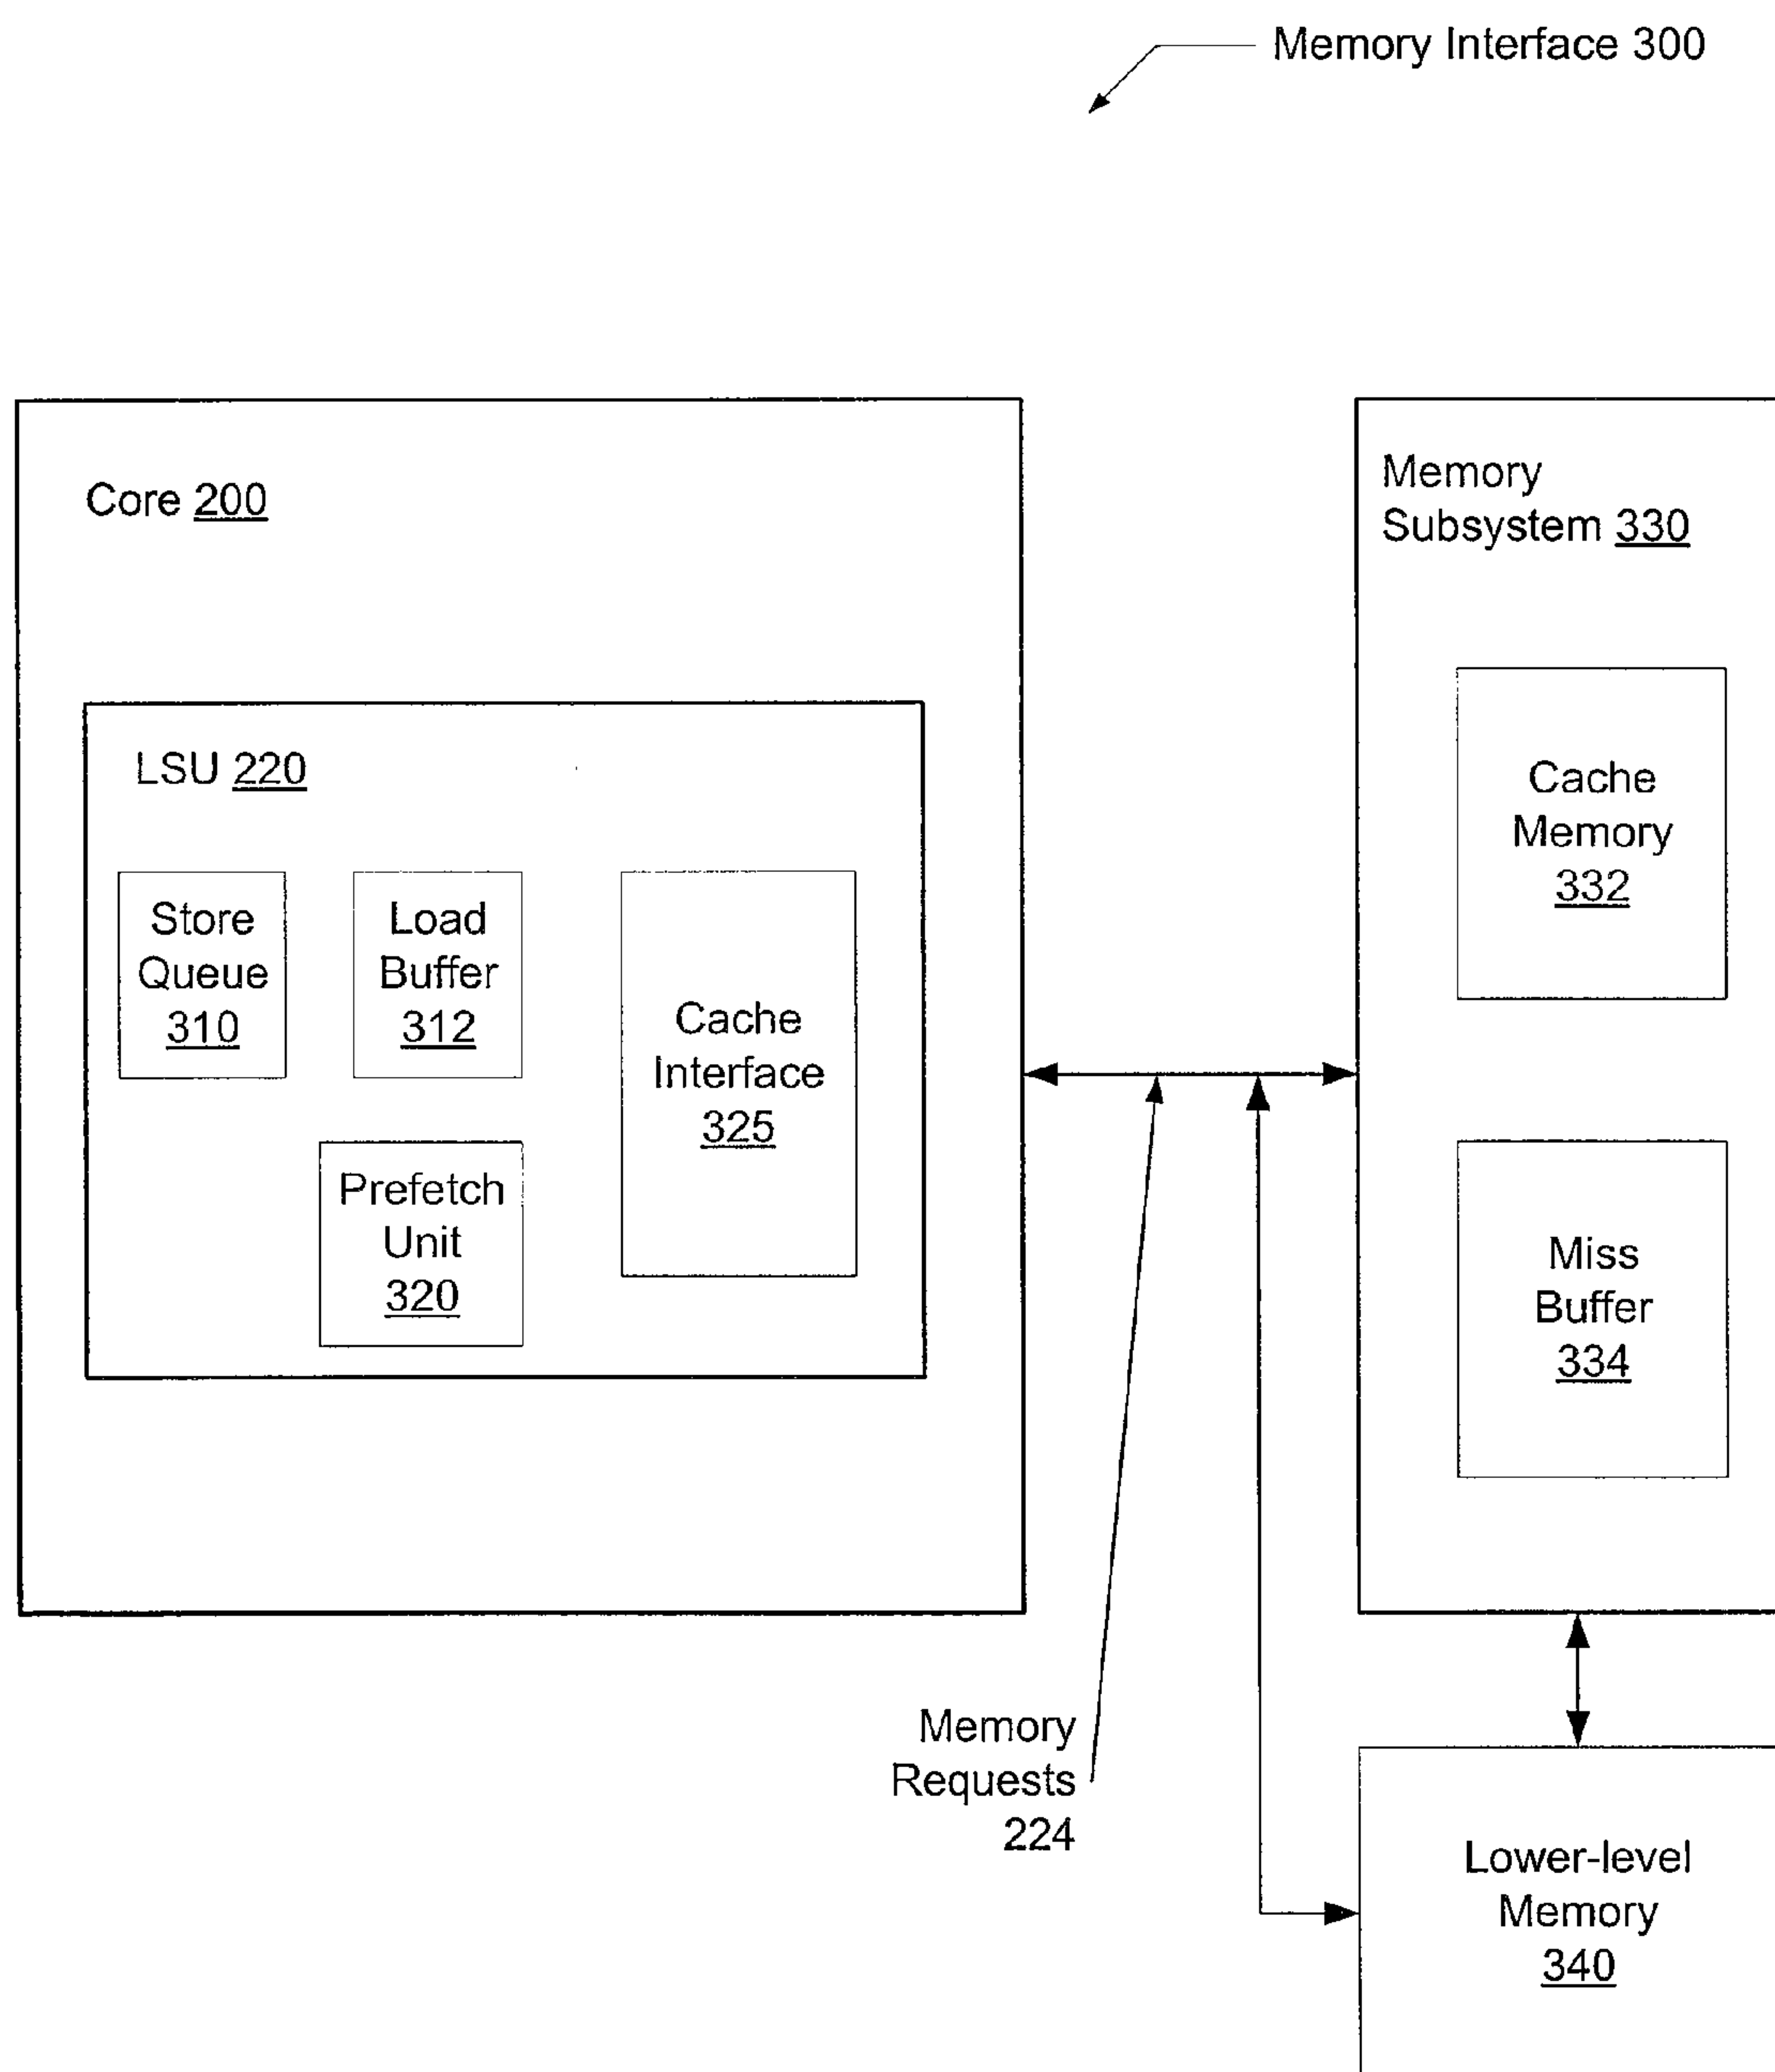 Memory Interface 300
Core 200
LSU 220
Store
Queue
310
Load
Buffer
312
Cache
Interface
325
Prefetch
Unit
320
Memory
Subsystem 330
Cache
Memory
332
Miss
Buffer
334
Memory
Requests
224
Lower-level
Memory
340